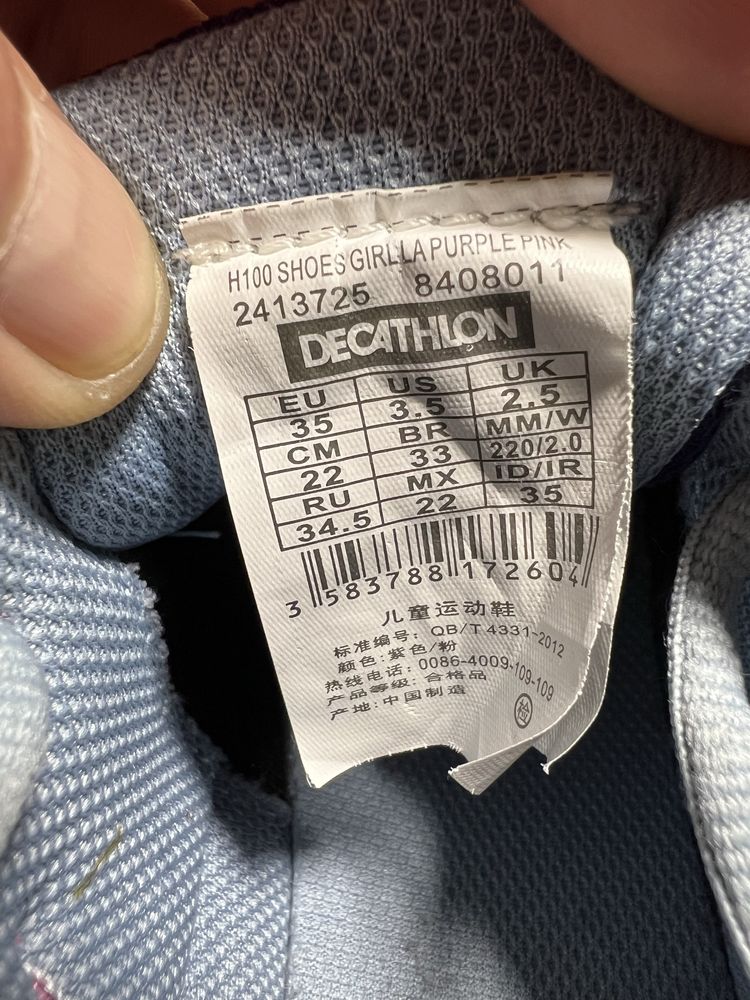 H100 SHOES GIRL LA PURPLE PINK
2413725 8408011
DECATHLON
EU US UK
35 3.5 2.5
CM BR MM/W
22 33 220/2.0
RU MX ID/IR
34.5 22 35
3 583788 172604
儿童运动鞋
标准编号: QB/T 4331-2012
颜色: 紫色/粉
热线电话: 0086-4009-109-109
产品等级: 合格品
产地: 中国制造
检